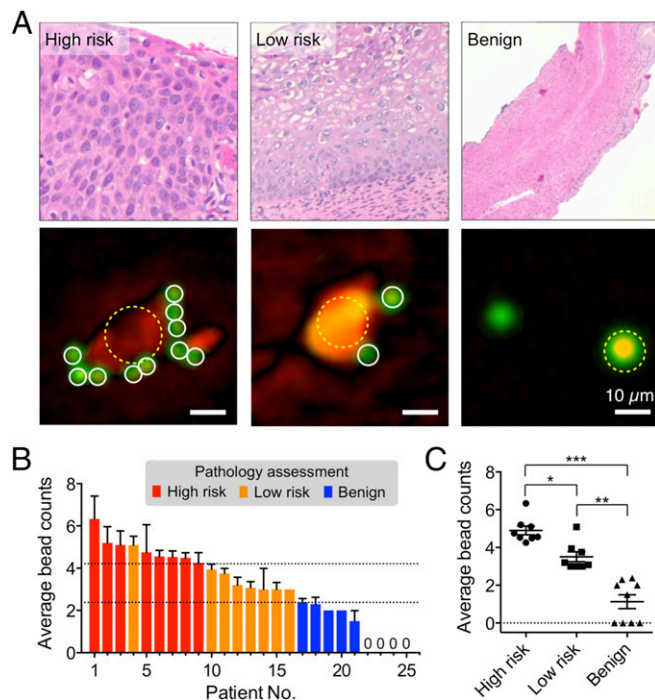 A
High risk
Low risk
Benign
10 µm
B
Pathology assessment
High risk Low risk Benign
Average bead counts
8
6
4
2
0
0 0 0 0
1 5 10 15 20 25
Patient No.
C
Average bead counts
8
6
4
2
0
***
*
**
High risk
Low risk
Benign